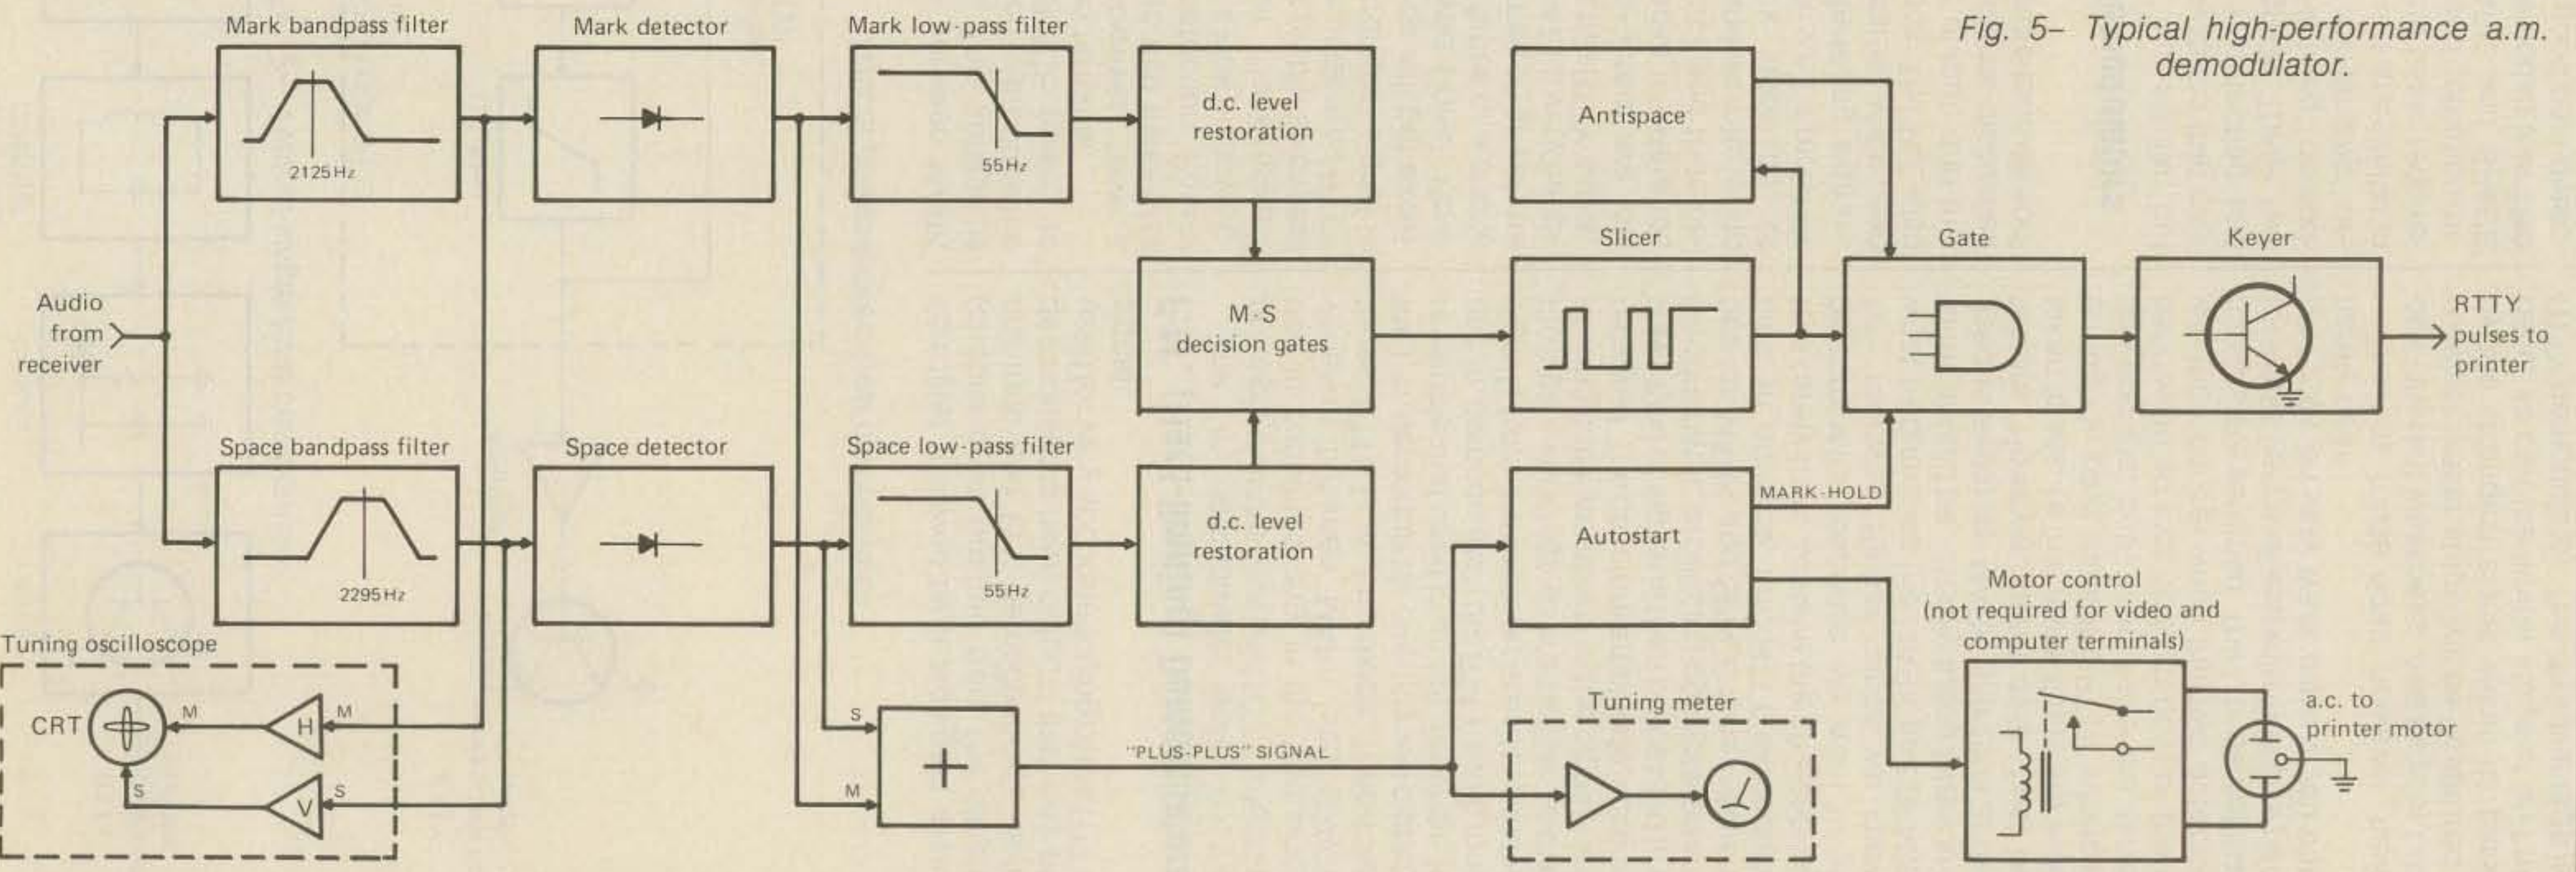 Fig. 5– Typical high-performance a.m.
demodulator.
Mark bandpass filter
2125Hz
Mark detector
Mark low-pass filter
55Hz
d.c. level
restoration
Antispace
Audio
from
receiver
M-S
decision gates
Slicer
Gate
Keyer
RTTY
pulses to
printer
Space bandpass filter
2295Hz
Space detector
Space low-pass filter
55Hz
d.c. level
restoration
Autostart
MARK-HOLD
Motor control
(not required for video and
computer terminals)
a.c. to
printer motor
Tuning oscilloscope
CRT
M
H
M
S
V
S
S
M
+
"PLUS-PLUS" SIGNAL
Tuning meter